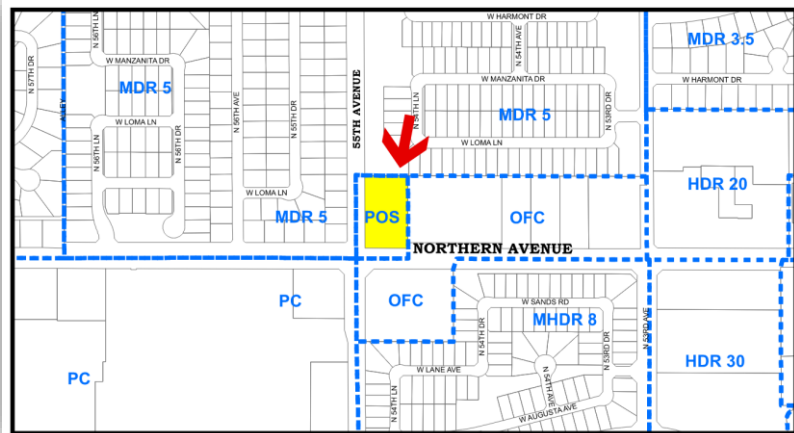 W HARMONT DR
MDR 3.5
N 56TH LN
N 54TH AVE
N 57TH DR
W MANZANITA DR
MDR 5
N 56TH AVE
55TH AVENUE
W MANZANITA DR
W HARMONT DR
N 55TH DR
N 54TH LN
MDR 5
N 53RD DR
W LOMA LN
N 56TH LN
N 56TH DR
W LOMA LN
HDR 20
W LOMA LN
MDR 5
POS
OFC
NORTHERN AVENUE
PC
OFC
W SANDS RD
MHDR 8
N 54TH DR
N 53RD DR
N 53RD AVE
HDR 30
PC
W LANE AVE
N 54TH LN
N 54TH AVE
W AUGUSTA AVE